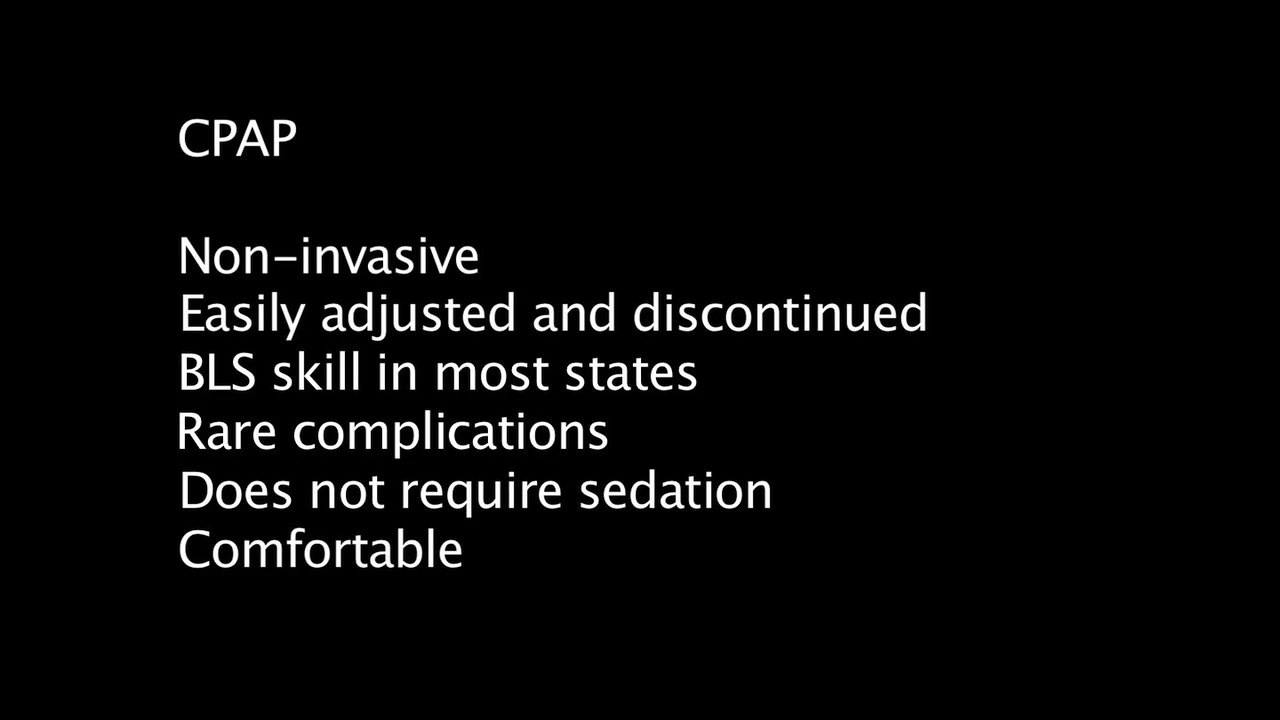 CPAP
Non-invasive
Easily adjusted and discontinued
BLS skill in most states
Rare complications
Does not require sedation
Comfortable